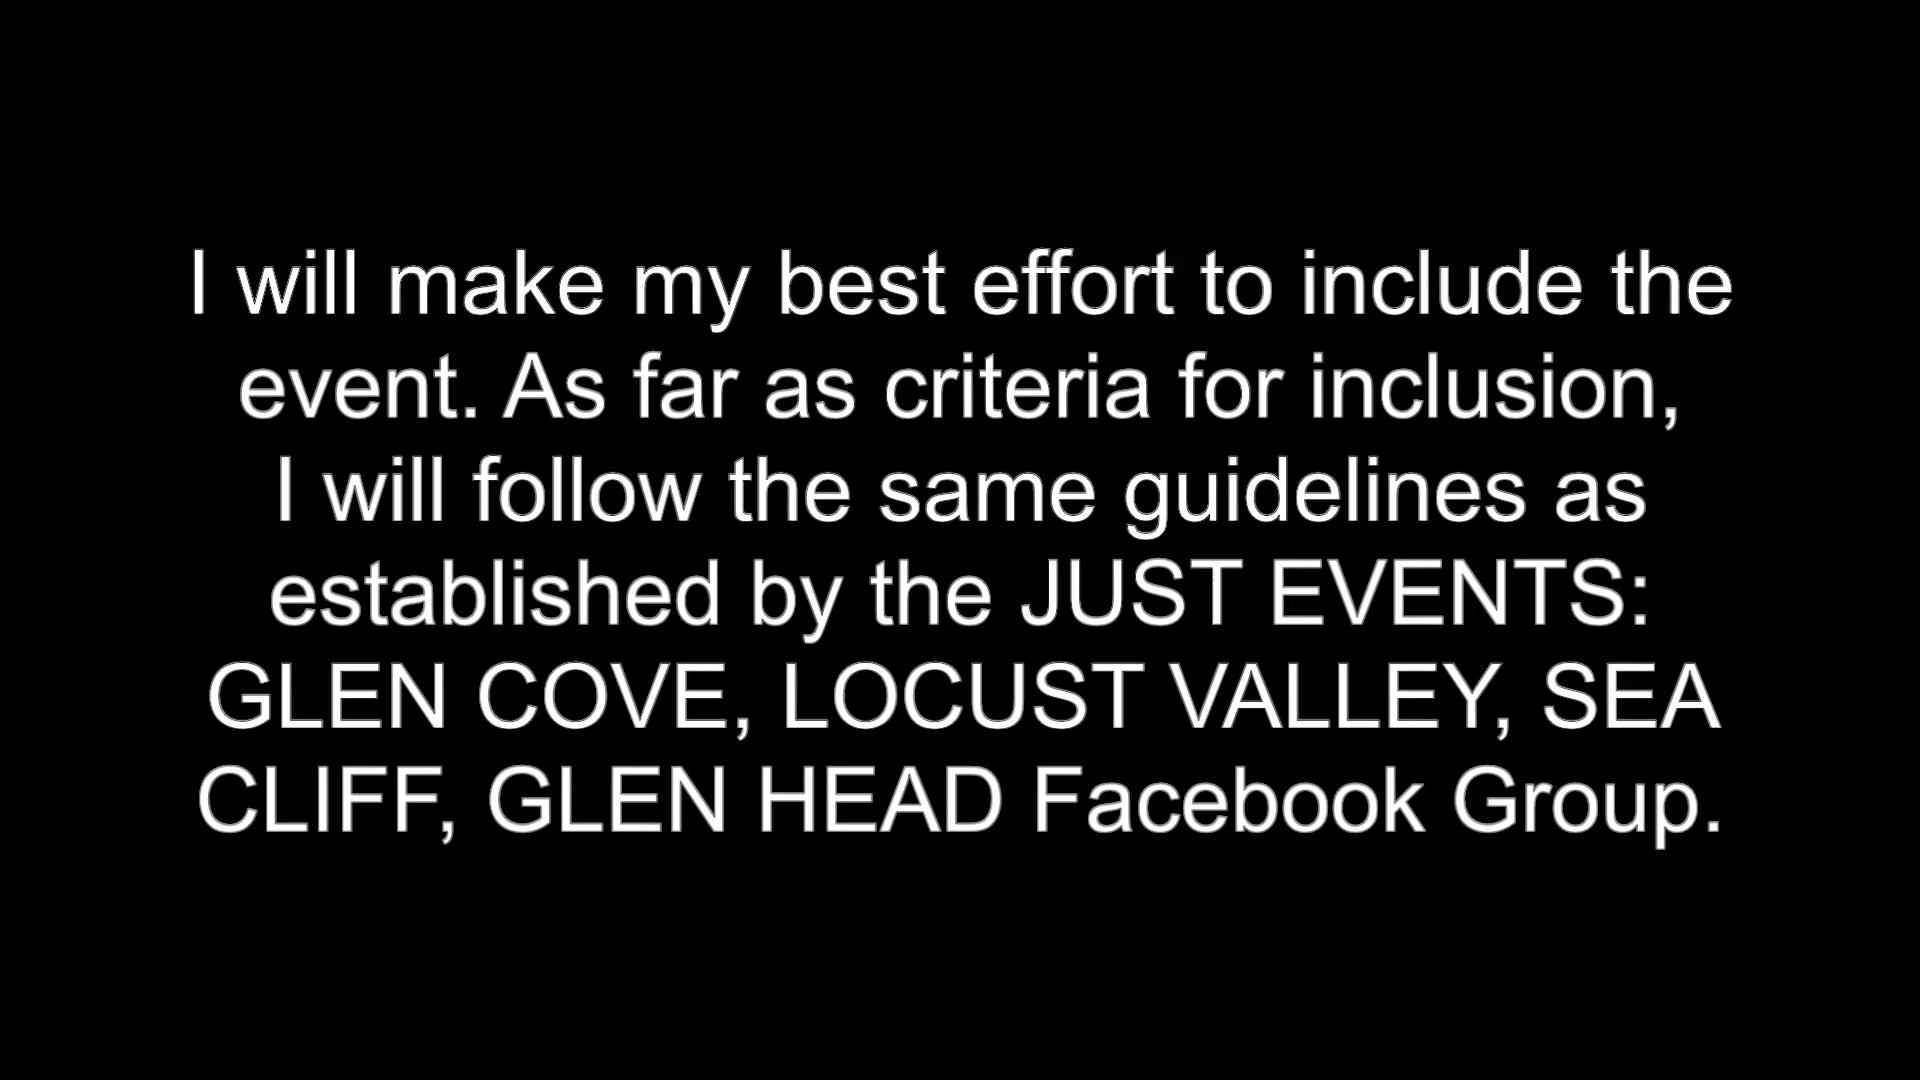 I will make my best effort to include the
event. As far as criteria for inclusion,
I will follow the same guidelines as
established by the JUST EVENTS:
GLEN COVE, LOCUST VALLEY, SEA
CLIFF, GLEN HEAD Facebook Group.